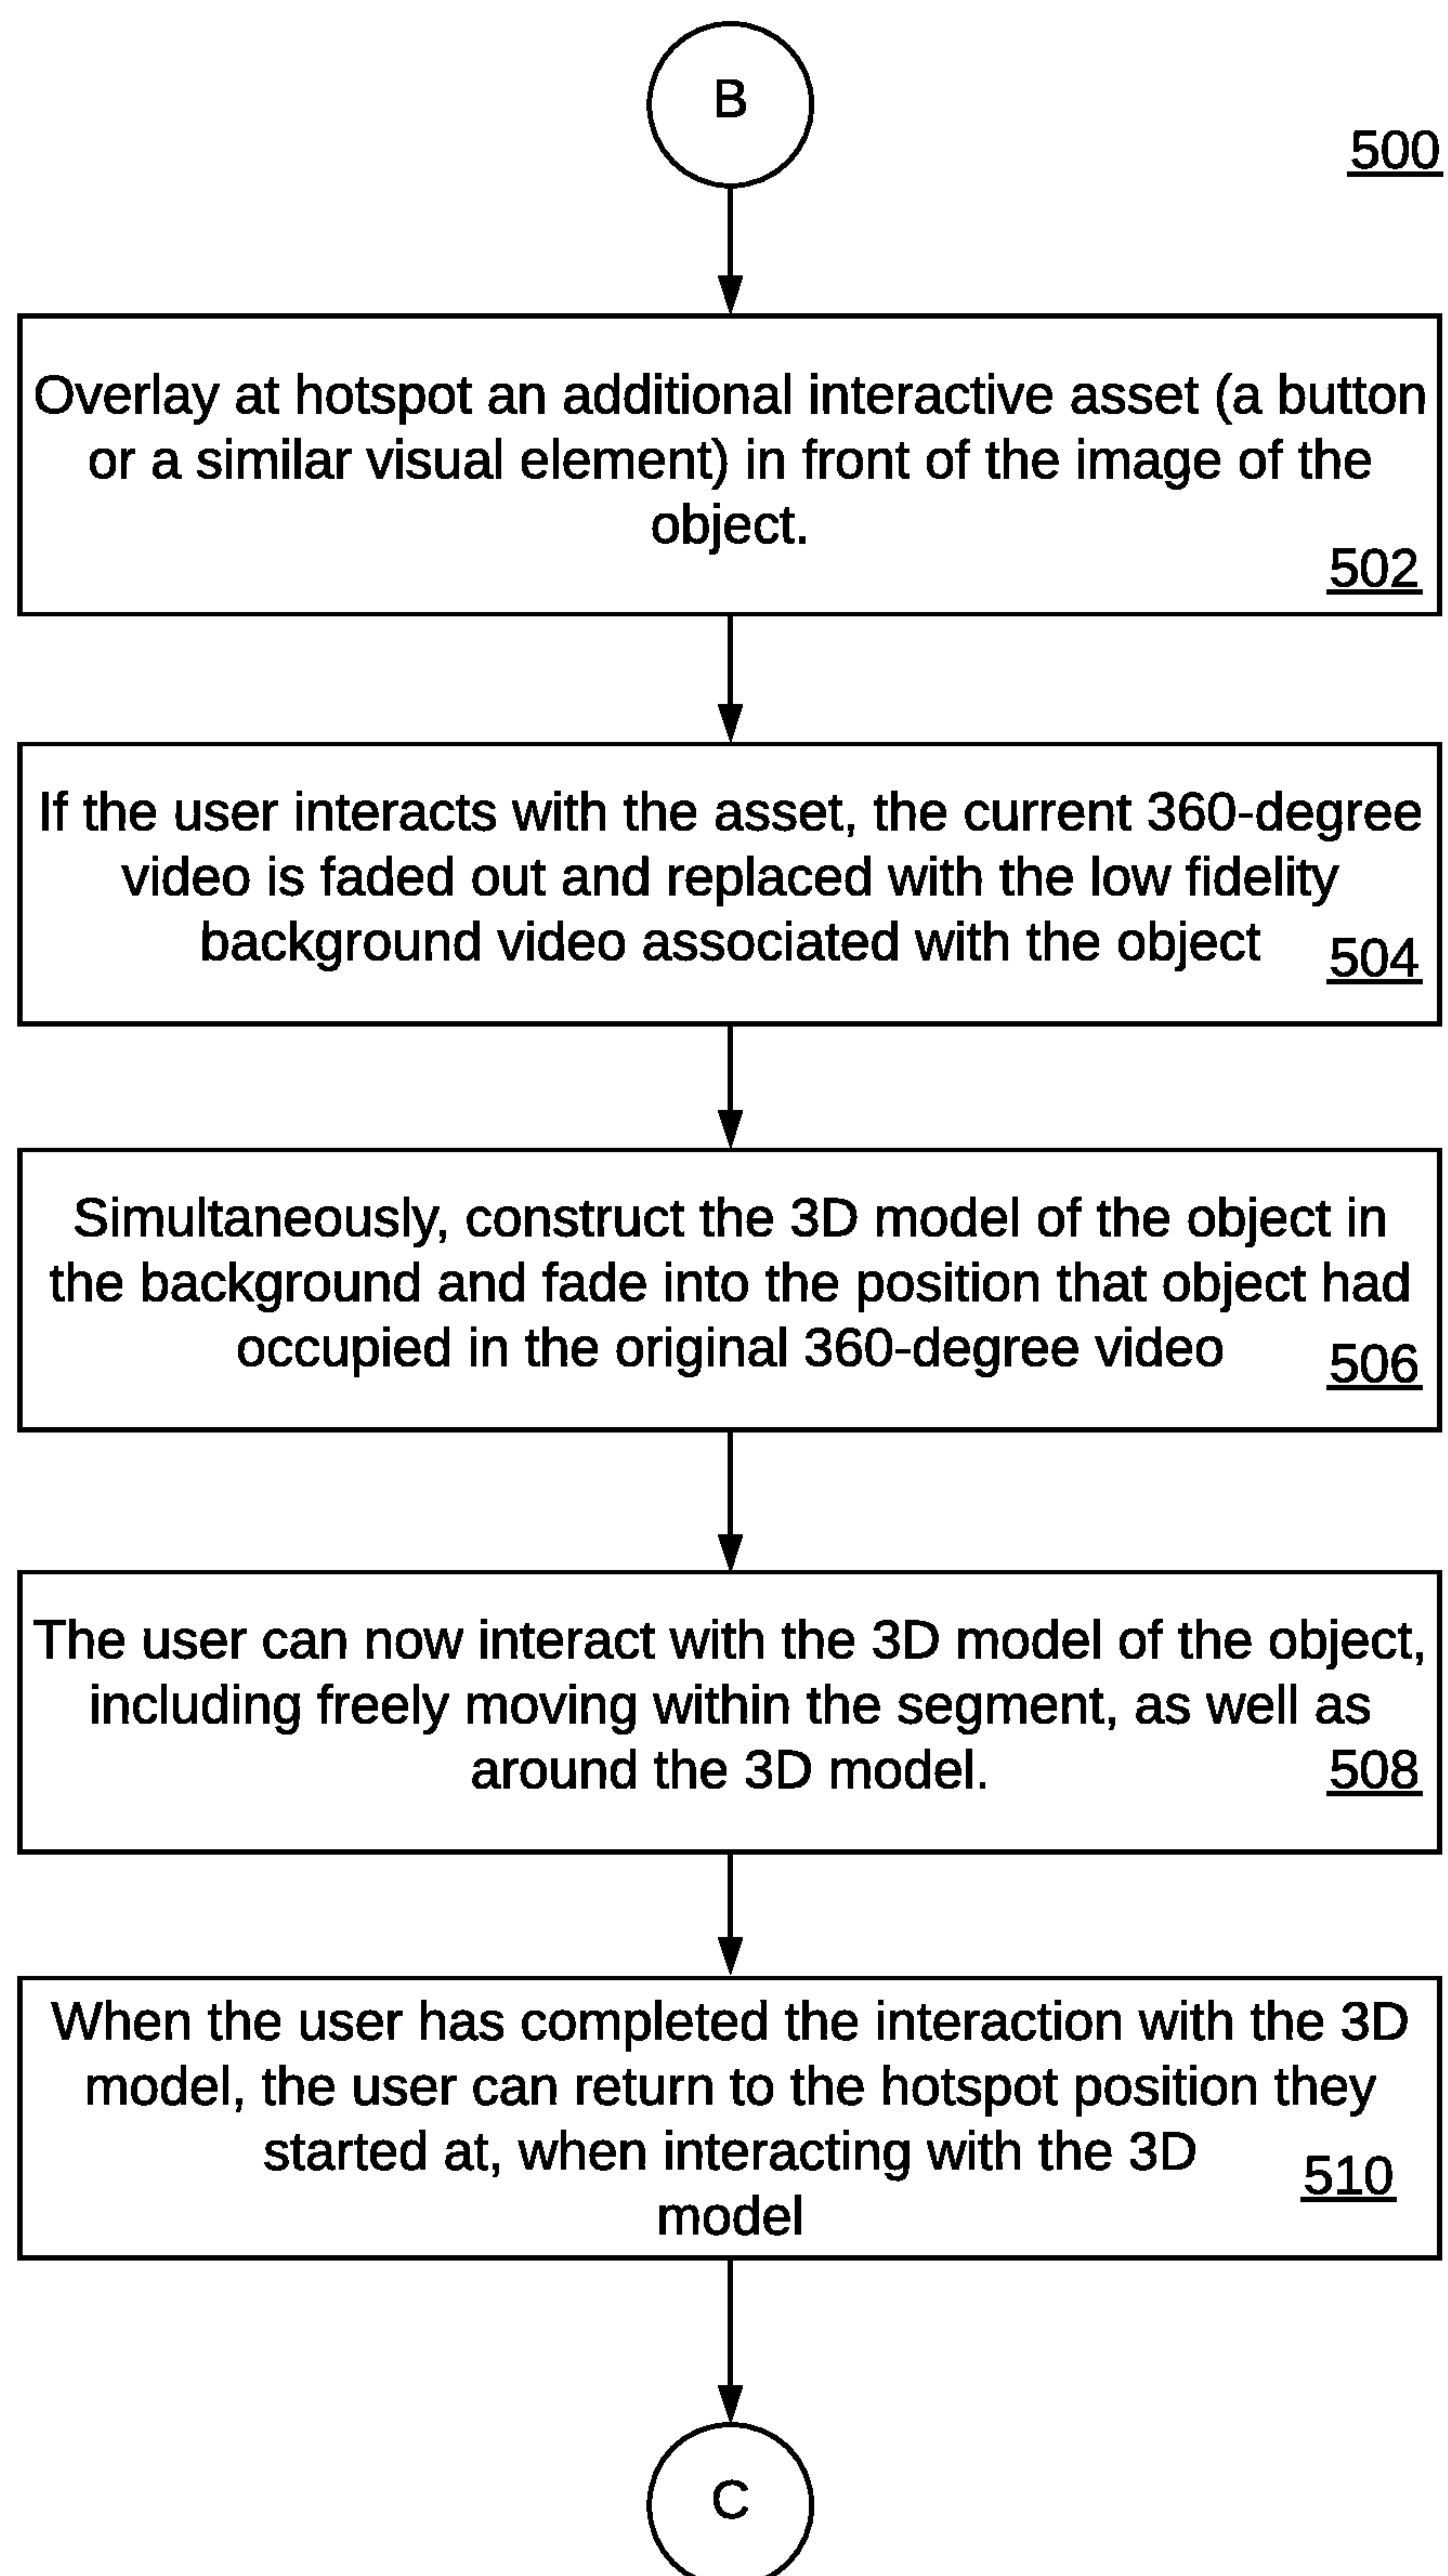 B
500
Overlay at hotspot an additional interactive asset (a button
or a similar visual element) in front of the image of the
object.
502
If the user interacts with the asset, the current 360-degree
video is faded out and replaced with the low fidelity
background video associated with the object
504
Simultaneously, construct the 3D model of the object in
the background and fade into the position that object had
occupied in the original 360-degree video
506
The user can now interact with the 3D model of the object,
including freely moving within the segment, as well as
around the 3D model.
508
When the user has completed the interaction with the 3D
model, the user can return to the hotspot position they
started at, when interacting with the 3D
510
model
C